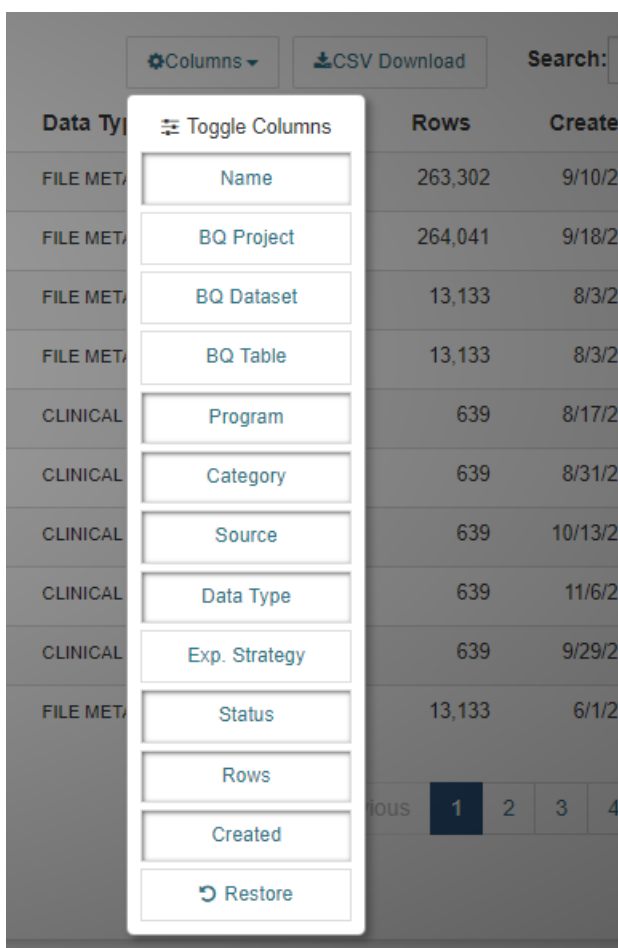 Columns
CSV Download
Search:
Toggle Columns
Name
BQ Project
BQ Dataset
BQ Table
Program
Category
Source
Data Type
Exp. Strategy
Status
Rows
Created
Restore
Data Ty Rows Create
FILE META 263,302 9/10/2
FILE META 264,041 9/18/2
FILE META 13,133 8/3/2
FILE META 13,133 8/3/2
CLINICAL 639 8/17/2
CLINICAL 639 8/31/2
CLINICAL 639 10/13/2
CLINICAL 639 11/6/2
CLINICAL 639 9/29/2
FILE META 13,133 6/1/2
ious 1 2 3 4